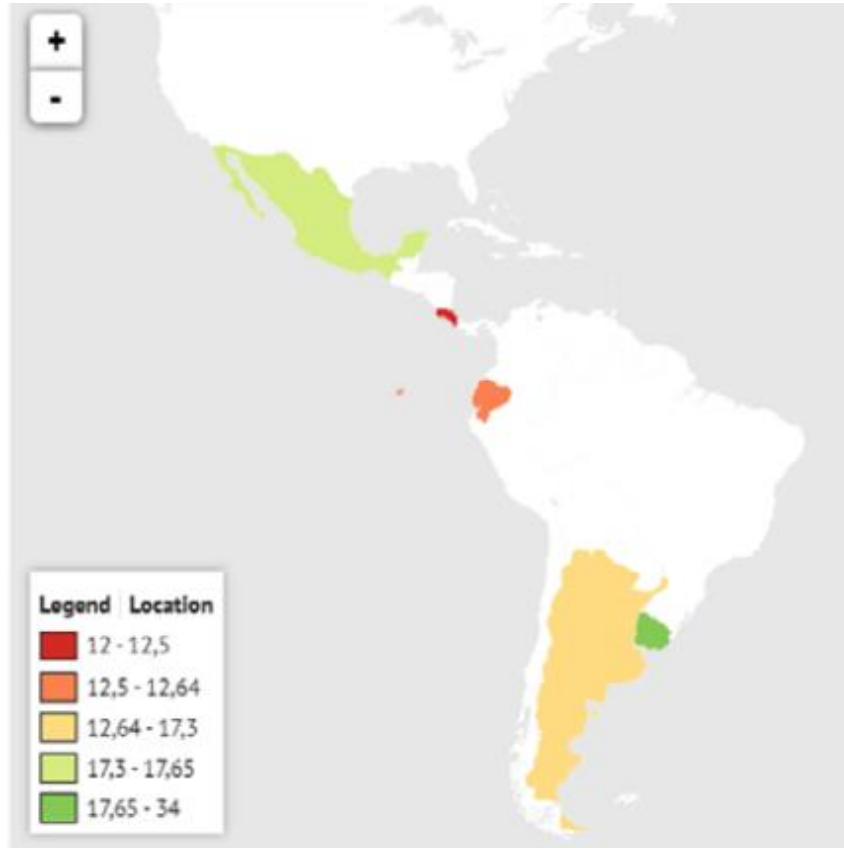 +
-
Legend Location
12 - 12,5
12,5 - 12,64
12,64 - 17,3
17,3 - 17,65
17,65 - 34